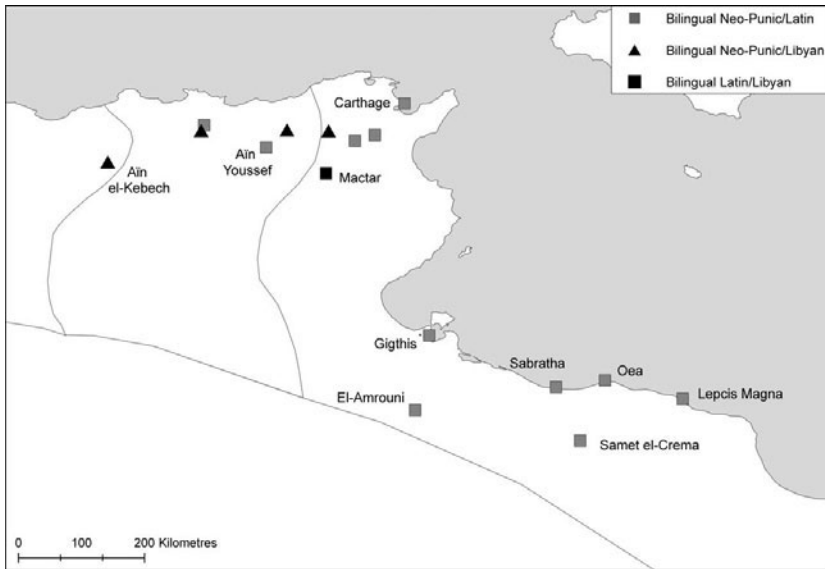 Bilingual Neo-Punic/Latin
Bilingual Neo-Punic/Libyan
Bilingual Latin/Libyan
Carthage
Aïn
Youssef
Aïn
el-Kebech
Mactar
Gigthis
Sabratha
Oea
Lepcis Magna
El-Amrouni
Samet el-Crema
0 100 200 Kilometres